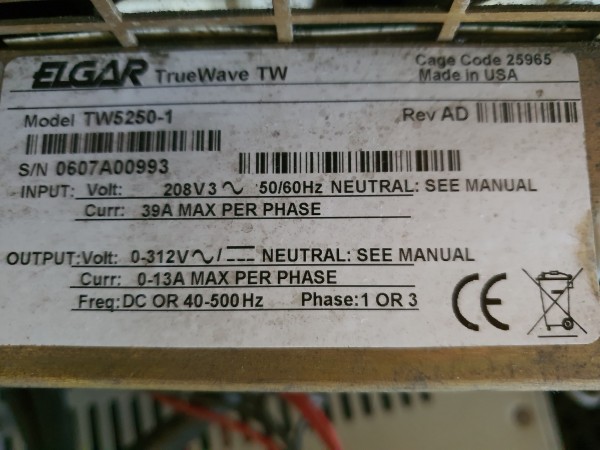 ELGAR TrueWave TW
Cage Code 25965
Made in USA
Model TW5250-1
Rev AD
S/N 0607A00993
INPUT: Volt: 208V 3 ∿ 50/60Hz NEUTRAL: SEE MANUAL
Curr: 39A MAX PER PHASE
OUTPUT: Volt: 0-312V ∿ / ⎓ NEUTRAL: SEE MANUAL
Curr: 0-13A MAX PER PHASE
Freq: DC OR 40-500Hz Phase: 1 OR 3
CE